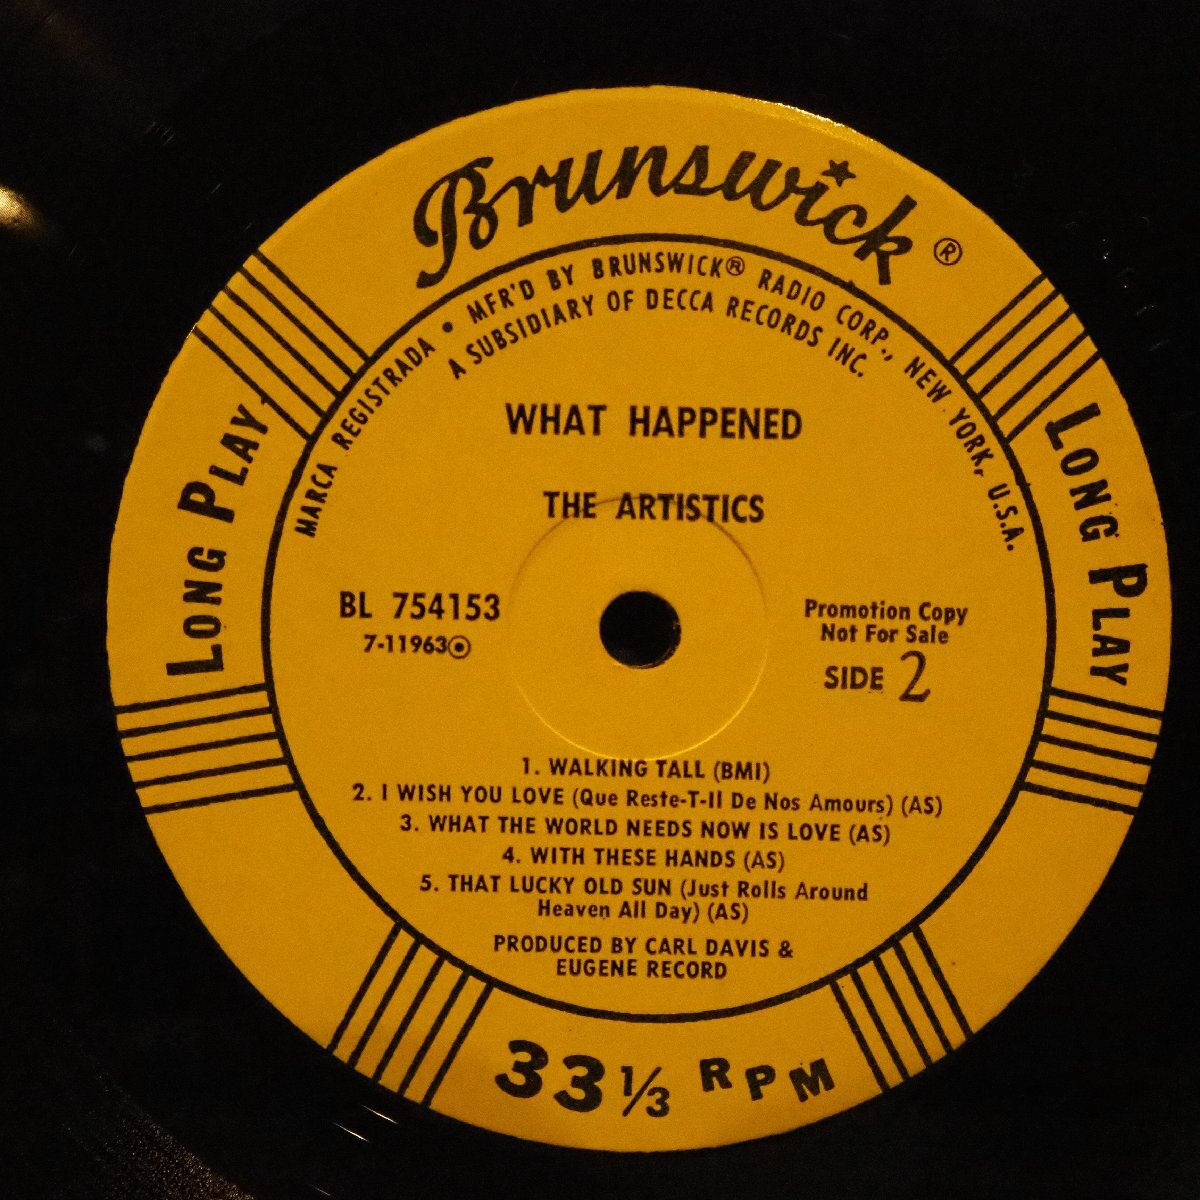 Brunswick ®
MARCA REGISTRADA • MFR'D BY BRUNSWICK® RADIO CORP., NEW YORK, U.S.A.
A SUBSIDIARY OF DECCA RECORDS INC.
WHAT HAPPENED
THE ARTISTICS
LONG PLAY
LONG PLAY
BL 754153
7-11963
Promotion Copy
Not For Sale
SIDE 2
1. WALKING TALL (BMI)
2. I WISH YOU LOVE (Que Reste-T-Il De Nos Amours) (AS)
3. WHAT THE WORLD NEEDS NOW IS LOVE (AS)
4. WITH THESE HANDS (AS)
5. THAT LUCKY OLD SUN (Just Rolls Around
Heaven All Day) (AS)
PRODUCED BY CARL DAVIS &
EUGENE RECORD
33 1/3 RPM